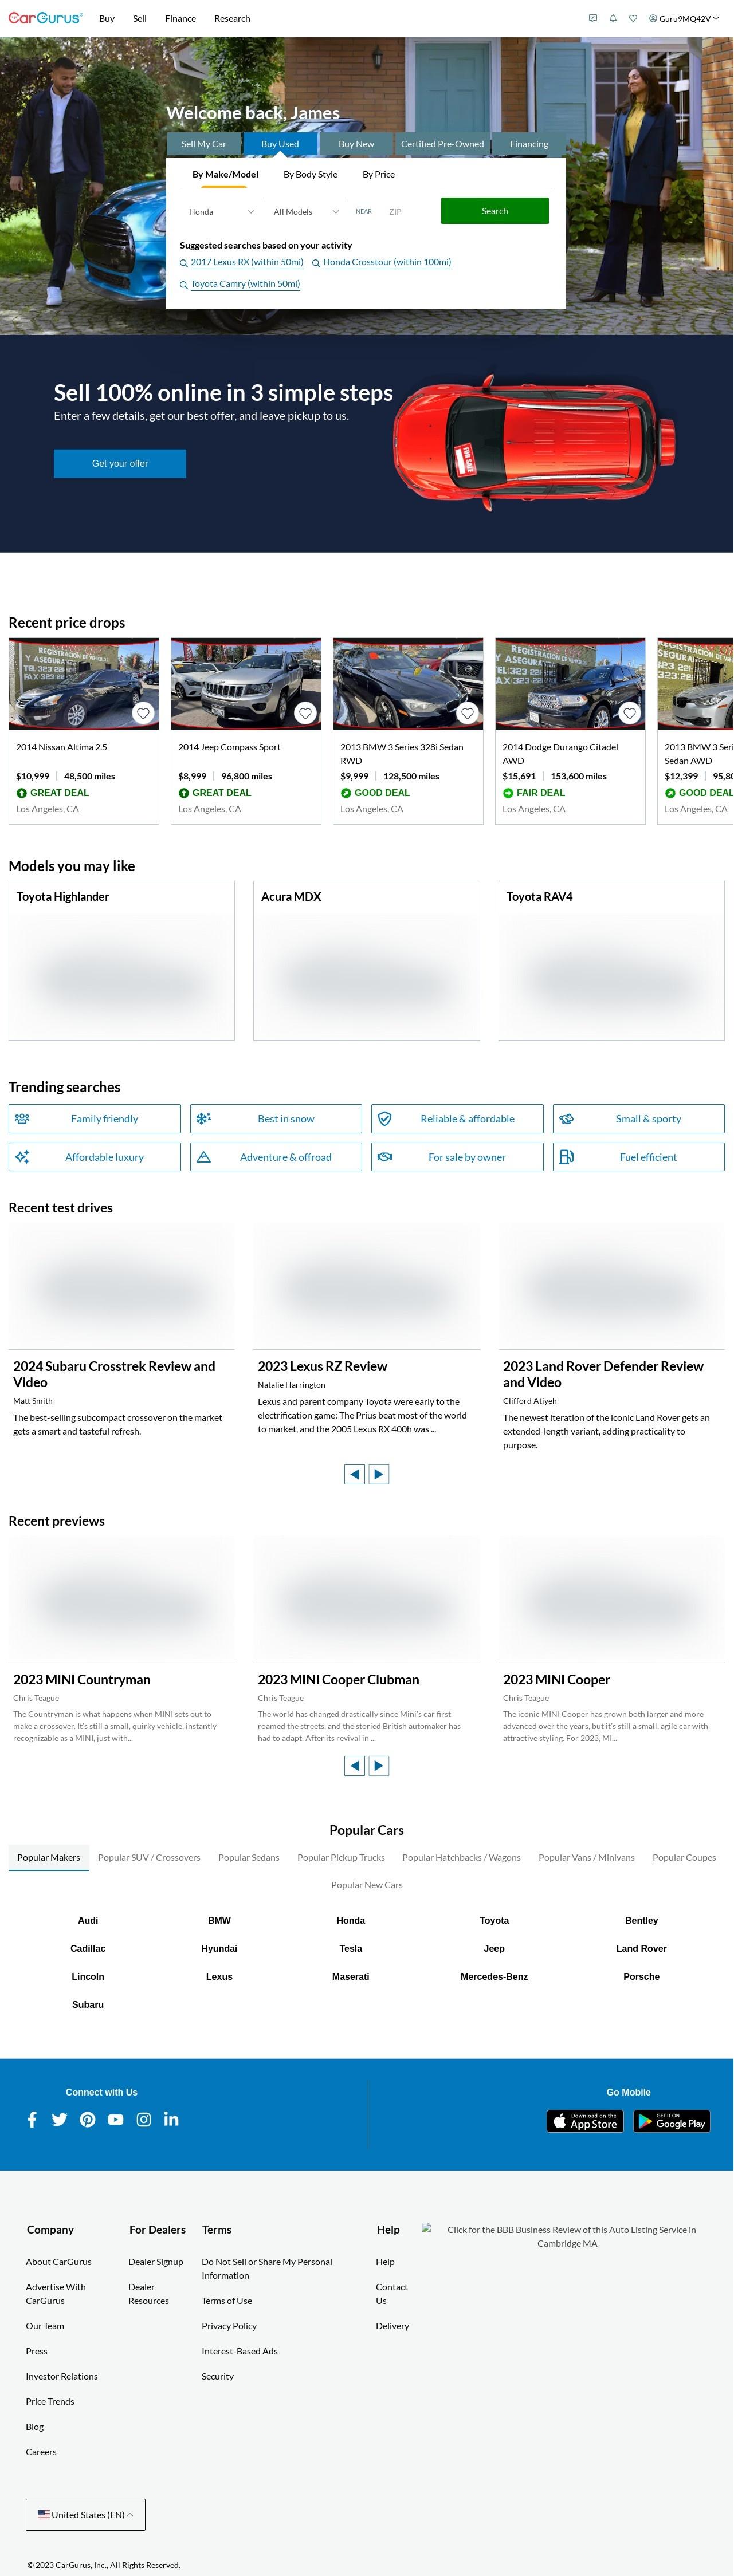 CarGurus
Buy
Sell
Finance
Research
Guru9MQ42V
Welcome back, James
Sell My Car
Buy Used
Buy New
Certified Pre-Owned
Financing
By Make/Model
By Body Style
By Price
Honda
All Models
NEAR
ZIP
Search
Suggested searches based on your activity
2017 Lexus RX (within 50mi)
Honda Crosstour (within 100mi)
Toyota Camry (within 50mi)
Sell 100% online in 3 simple steps
Enter a few details, get our best offer, and leave pickup to us.
Get your offer
FOR SALE
Recent price drops
2014 Nissan Altima 2.5
$10,999
48,500 miles
GREAT DEAL
Los Angeles, CA
2014 Jeep Compass Sport
$8,999
96,800 miles
GREAT DEAL
Los Angeles, CA
2013 BMW 3 Series 328i Sedan
RWD
$9,999
128,500 miles
GOOD DEAL
Los Angeles, CA
2014 Dodge Durango Citadel
AWD
$15,691
153,600 miles
FAIR DEAL
Los Angeles, CA
2013 BMW 3 Seri
Sedan AWD
$12,399
95,80
GOOD DEAL
Los Angeles, CA
Models you may like
Toyota Highlander
Acura MDX
Toyota RAV4
Trending searches
Family friendly
Best in snow
Reliable & affordable
Small & sporty
Affordable luxury
Adventure & offroad
For sale by owner
Fuel efficient
Recent test drives
2024 Subaru Crosstrek Review and
Video
Matt Smith
The best-selling subcompact crossover on the market
gets a smart and tasteful refresh.
2023 Lexus RZ Review
Natalie Harrington
Lexus and parent company Toyota were early to the
electrification game: The Prius beat most of the world
to market, and the 2005 Lexus RX 400h was ...
2023 Land Rover Defender Review
and Video
Clifford Atiyeh
The newest iteration of the iconic Land Rover gets an
extended-length variant, adding practicality to
purpose.
Recent previews
2023 MINI Countryman
Chris Teague
The Countryman is what happens when MINI sets out to
make a crossover. It's still a small, quirky vehicle, instantly
recognizable as a MINI, just with...
2023 MINI Cooper Clubman
Chris Teague
The world has changed drastically since Mini's car first
roamed the streets, and the storied British automaker has
had to adapt. After its revival in ...
2023 MINI Cooper
Chris Teague
The iconic MINI Cooper has grown both larger and more
advanced over the years, but it's still a small, agile car with
attractive styling. For 2023, MI...
Popular Cars
Popular Makers
Popular SUV / Crossovers
Popular Sedans
Popular Pickup Trucks
Popular Hatchbacks / Wagons
Popular Vans / Minivans
Popular Coupes
Popular New Cars
Audi
BMW
Honda
Toyota
Bentley
Cadillac
Hyundai
Tesla
Jeep
Land Rover
Lincoln
Lexus
Maserati
Mercedes-Benz
Porsche
Subaru
Connect with Us
Go Mobile
Download on the
App Store
GET IT ON
Google Play
Company
About CarGurus
Advertise With
CarGurus
Our Team
Press
Investor Relations
Price Trends
Blog
Careers
For Dealers
Dealer Signup
Dealer
Resources
Terms
Do Not Sell or Share My Personal
Information
Terms of Use
Privacy Policy
Interest-Based Ads
Security
Help
Help
Contact
Us
Delivery
Click for the BBB Business Review of this Auto Listing Service in
Cambridge MA
United States (EN)
© 2023 CarGurus, Inc., All Rights Reserved.